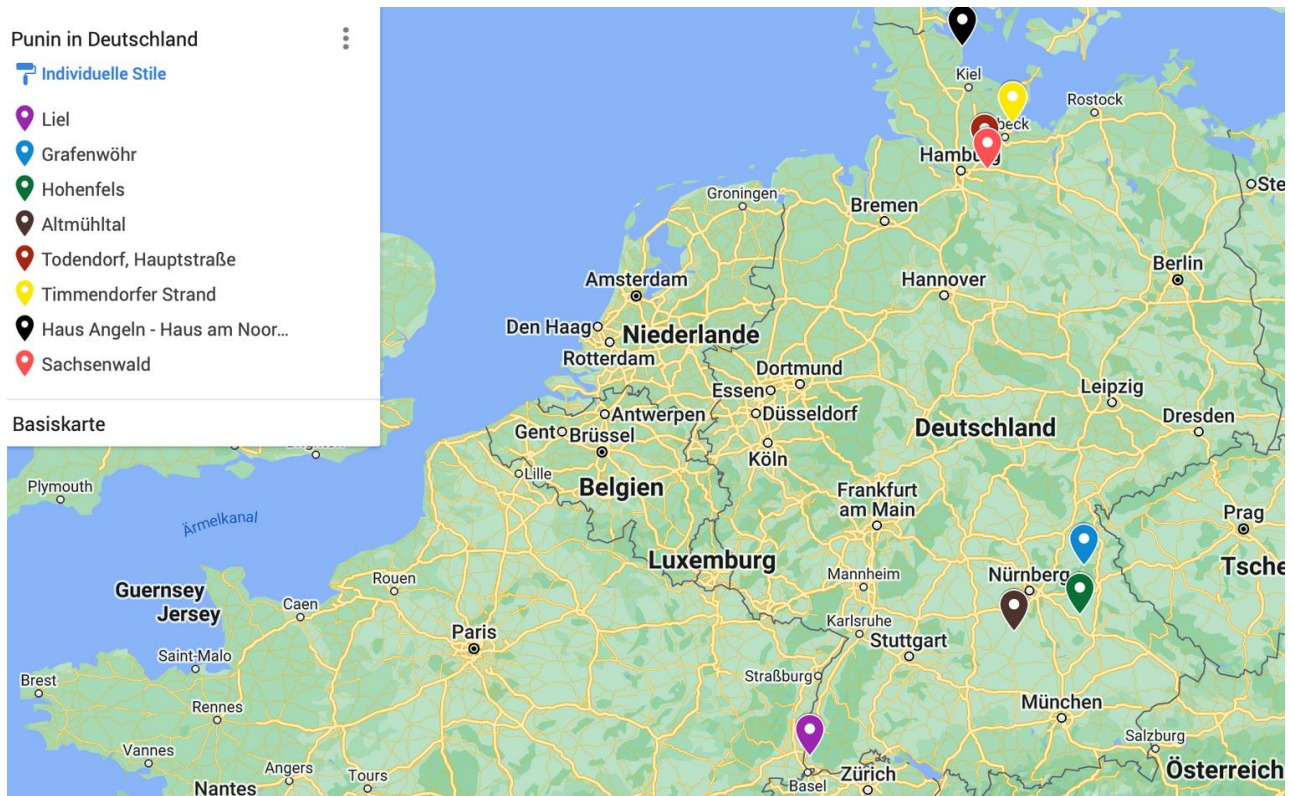 Punin in Deutschland
Individuelle Stile
Liel
Grafenwöhr
Hohenfels
Altmühltal
Todendorf, Hauptstraße
Timmendorfer Strand
Haus Angeln - Haus am Noor...
Sachsenwald
Basiskarte
Kiel
Rostock
beck
Hamburg
Ste
Groningen
Bremen
Berlin
Amsterdam
Hannover
Den Haag
Niederlande
Rotterdam
Dortmund
Essen
Leipzig
Antwerpen
Düsseldorf
Dresden
Gent
Brüssel
Deutschland
Köln
Lille
Plymouth
Belgien
Frankfurt
am Main
Prag
Ärmelkanal
Luxemburg
Tsche
Rouen
Mannheim
Nürnberg
Guernsey
Jersey
Caen
Karlsruhe
Paris
Stuttgart
Saint-Malo
Straßburg
Brest
Rennes
München
Salzburg
Vannes
Angers
Tours
Zürich
Österreich
Nantes
Basel